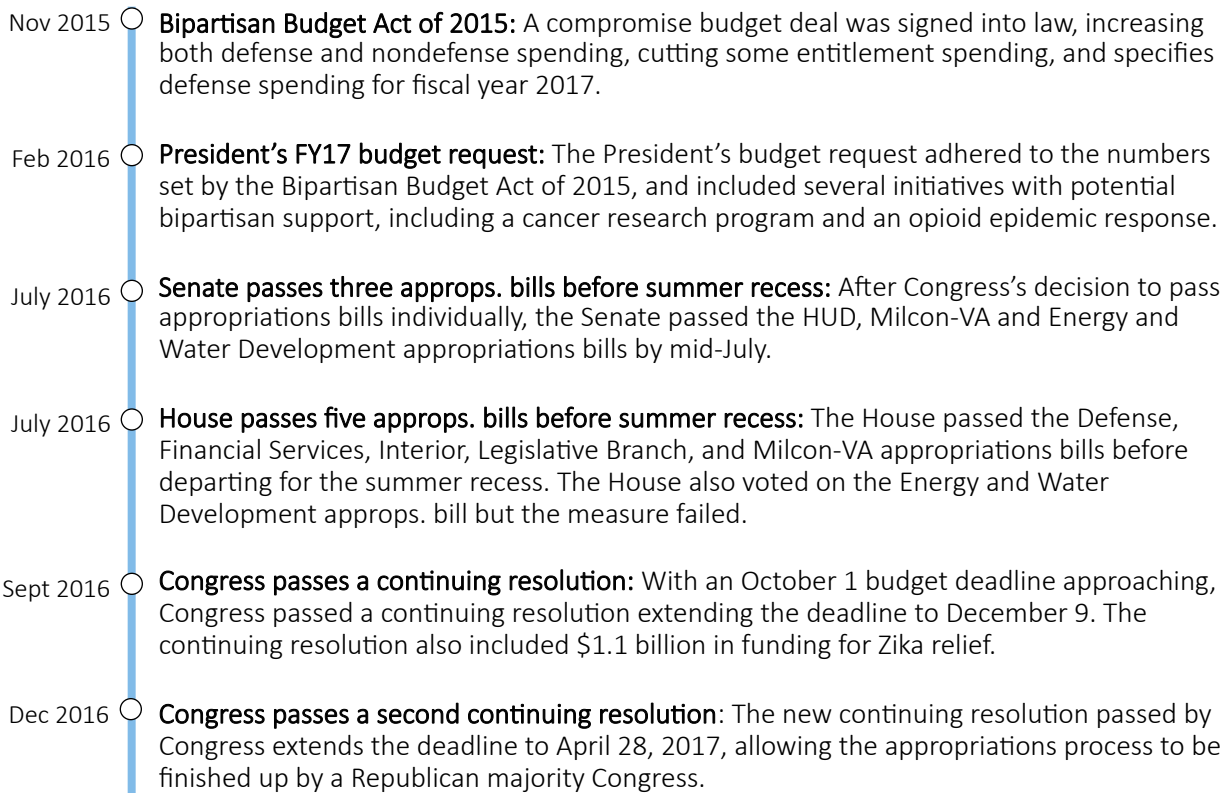 Nov 2015
Bipartisan Budget Act of 2015: A compromise budget deal was signed into law, increasing
both defense and nondefense spending, cutting some entitlement spending, and specifies
defense spending for fiscal year 2017.
Feb 2016
President’s FY17 budget request: The President’s budget request adhered to the numbers
set by the Bipartisan Budget Act of 2015, and included several initiatives with potential
bipartisan support, including a cancer research program and an opioid epidemic response.
July 2016
Senate passes three approps. bills before summer recess: After Congress’s decision to pass
appropriations bills individually, the Senate passed the HUD, Milcon-VA and Energy and
Water Development appropriations bills by mid-July.
July 2016
House passes five approps. bills before summer recess: The House passed the Defense,
Financial Services, Interior, Legislative Branch, and Milcon-VA appropriations bills before
departing for the summer recess. The House also voted on the Energy and Water
Development approps. bill but the measure failed.
Sept 2016
Congress passes a continuing resolution: With an October 1 budget deadline approaching,
Congress passed a continuing resolution extending the deadline to December 9. The
continuing resolution also included $1.1 billion in funding for Zika relief.
Dec 2016
Congress passes a second continuing resolution: The new continuing resolution passed by
Congress extends the deadline to April 28, 2017, allowing the appropriations process to be
finished up by a Republican majority Congress.